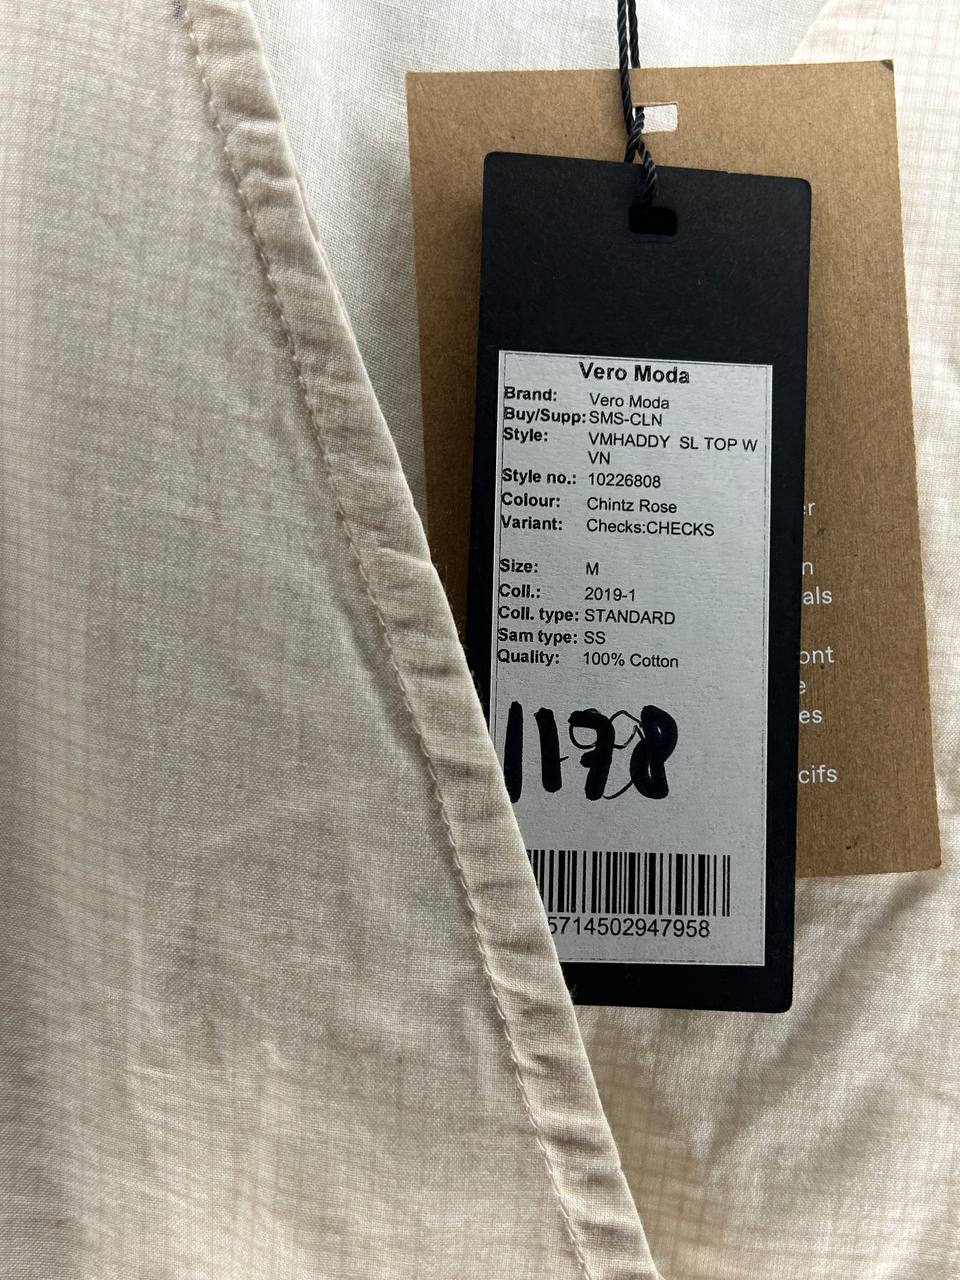 Vero Moda
Brand: Vero Moda
Buy/Supp: SMS-CLN
Style: VMHADDY SL TOP W
VN
Style no.: 10226808
Colour: Chintz Rose
Variant: Checks:CHECKS
Size: M
Coll.: 2019-1
Coll. type: STANDARD
Sam type: SS
Quality: 100% Cotton
1178
5714502947958
er
n
als
ont
e
es
cifs